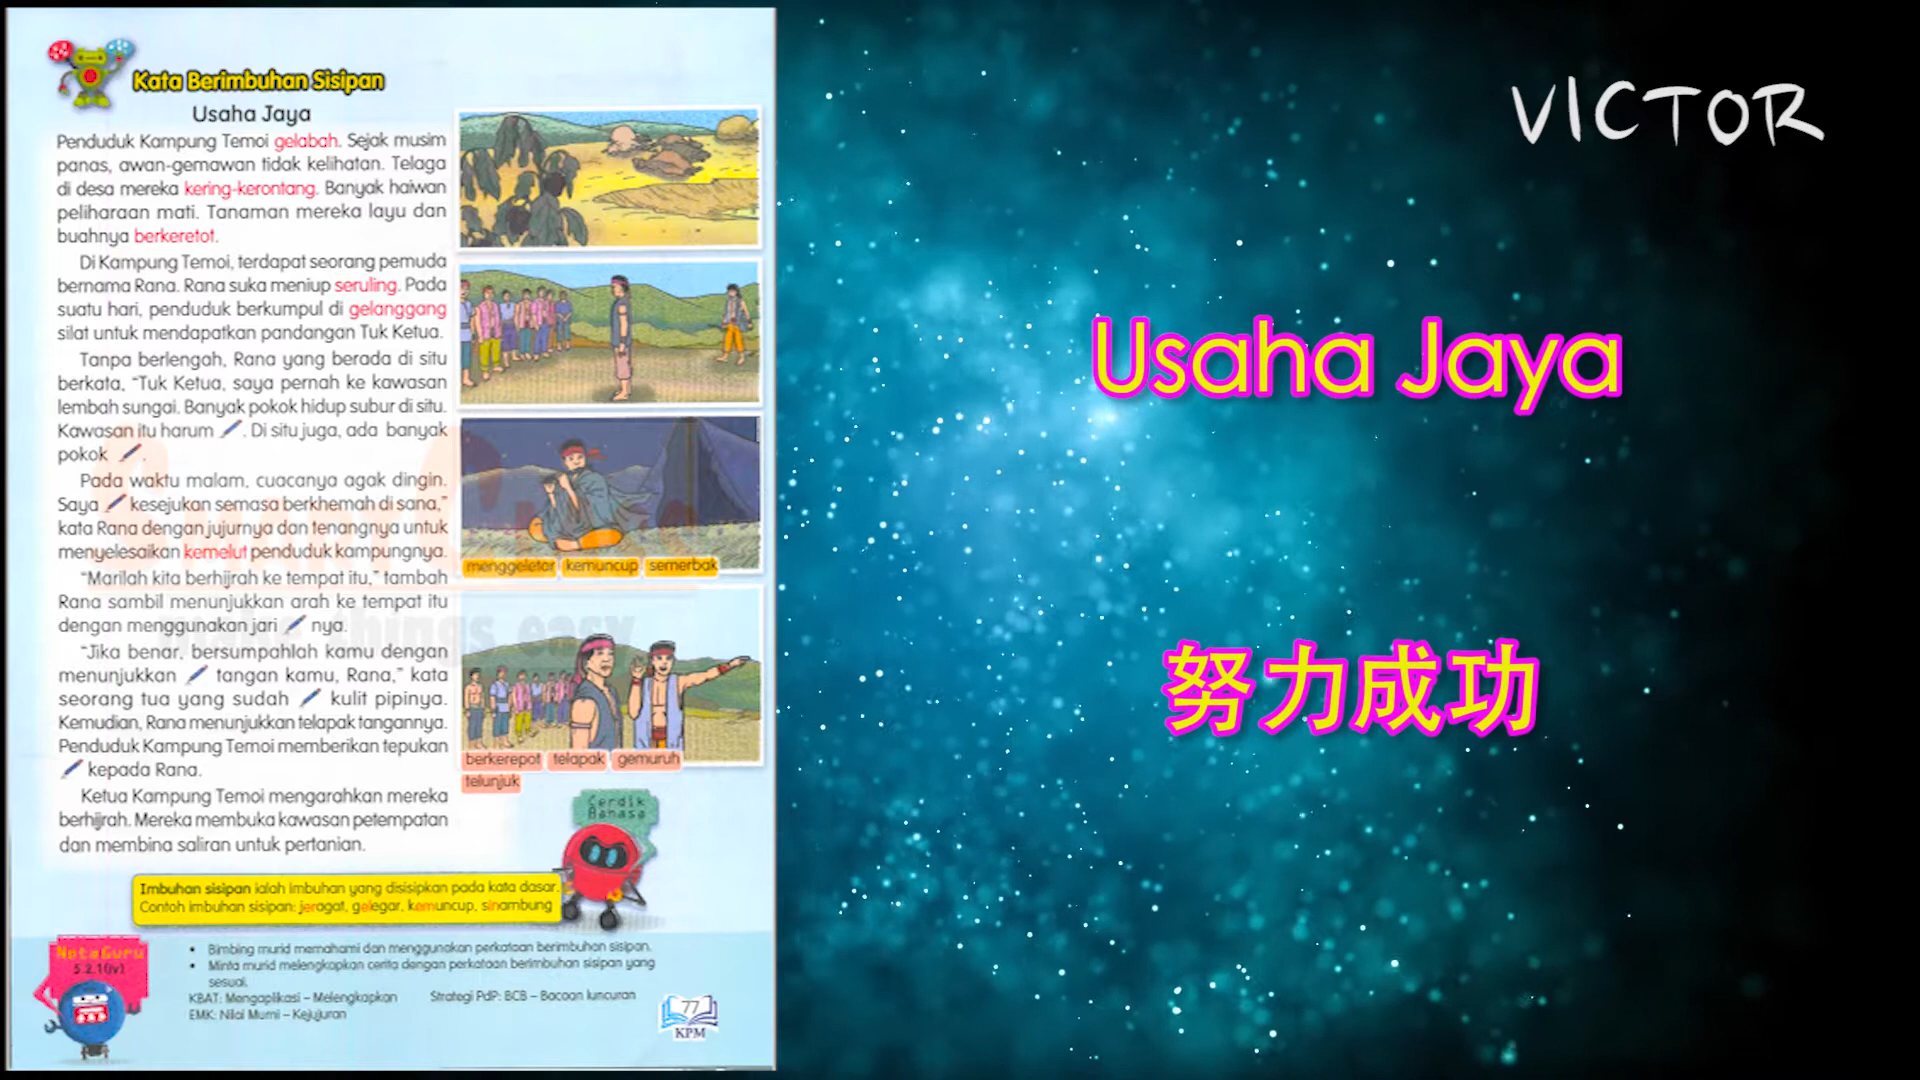 Kata Berimbuhan Sisipan
Usaha Jaya
Penduduk Kampung Temoi gelabah. Sejak musim
panas, awan-gemawan tidak kelihatan. Telaga
di desa mereka kering-kerontang. Banyak haiwan
peliharaan mati. Tanaman mereka layu dan
buahnya berkeretot.
Di Kampung Temoi, terdapat seorang pemuda
bernama Rana. Rana suka meniup seruling. Pada
suatu hari, penduduk berkumpul di gelanggang
silat untuk mendapatkan pandangan Tuk Ketua.
Tanpa berlengah, Rana yang berada di situ
berkata, “Tuk Ketua, saya pernah ke kawasan
lembah sungai. Banyak pokok hidup subur di situ.
Kawasan itu harum . Di situ juga, ada banyak
pokok .
Pada waktu malam, cuacanya agak dingin.
Saya kesejukan semasa berkhemah di sana,”
kata Rana dengan jujurnya dan tenangnya untuk
menyelesaikan kemelut penduduk kampungnya.
“Marilah kita berhijrah ke tempat itu,” tambah
Rana sambil menunjukkan arah ke tempat itu
dengan menggunakan jari nya.
“Jika benar, bersumpahlah kamu dengan
menunjukkan tangan kamu, Rana,” kata
seorang tua yang sudah kulit pipinya.
Kemudian, Rana menunjukkan telapak tangannya.
Penduduk Kampung Temoi memberikan tepukan
kepada Rana.
Ketua Kampung Temoi mengarahkan mereka
berhijrah. Mereka membuka kawasan petempatan
dan membina saliran untuk pertanian.
menggeletar kemuncup semerbak
berkerepot telapak gemuruh
telunjuk
Cerdik
Bahasa
Imbuhan sisipan ialah imbuhan yang disisipkan pada kata dasar.
Contoh imbuhan sisipan: jeragat, gelegar, kemuncup, sinambung
Nota Guru
5.2.1(v)
• Bimbing murid memahami dan menggunakan perkataan berimbuhan sisipan.
• Minta murid melengkapkan cerita dengan perkataan berimbuhan sisipan yang
sesuai.
KBAT: Mengaplikasi – Melengkapkan Strategi PdP: BCB – Bacaan luncuran
EMK: Nilai Murni – Kejujuran
77
KPM
make things easy
VICTOR
Usaha Jaya
努力成功